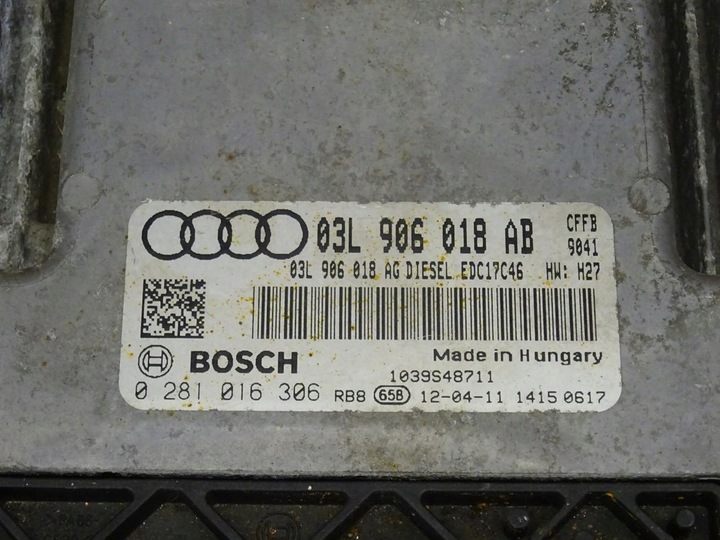 03L 906 018 AB CFFB
9041
03L 906 018 AG DIESEL EDC17C46 HW: H27
BOSCH Made in Hungary
1039S48711
0 281 016 306 RB8 658 12-04-11 1415 0617